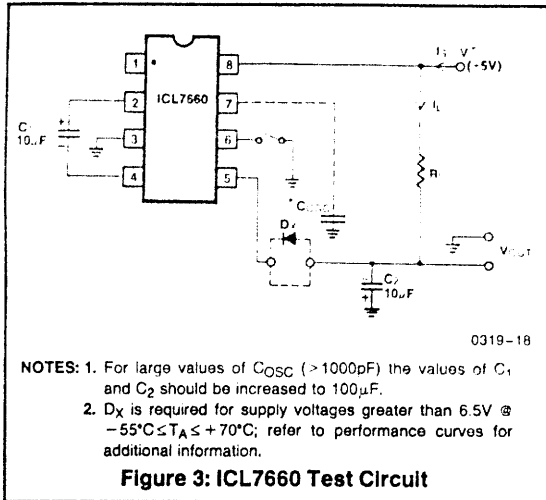 ICL7660
1
2
3
4
8
7
6
5
C1
10µF
IS V+
(-5V)
IL
RL
COSC
DX
VOUT
C2
10µF
0319-18
NOTES: 1. For large values of COSC (>1000pF) the values of C1
and C2 should be increased to 100µF.
2. DX is required for supply voltages greater than 6.5V @
-55°C≤TA≤+70°C; refer to performance curves for
additional information.
Figure 3: ICL7660 Test Circuit